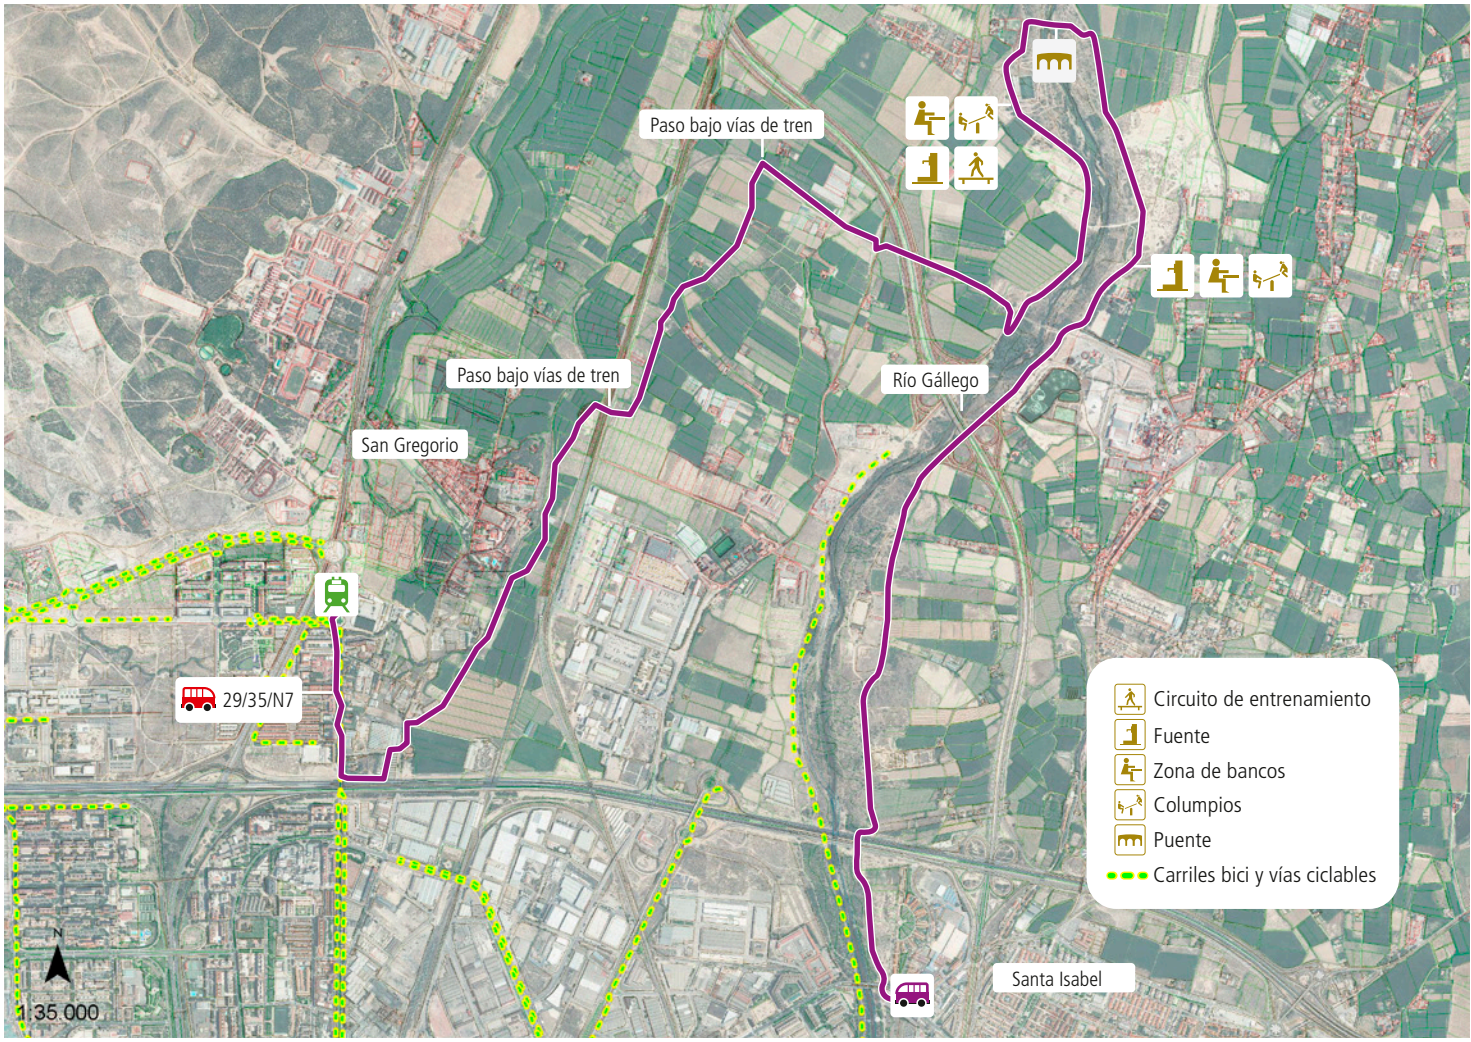 Paso bajo vías de tren
Paso bajo vías de tren
Río Gállego
San Gregorio
29/35/N7
Circuito de entrenamiento
Fuente
Zona de bancos
Columpios
Puente
Carriles bici y vías ciclables
N
1:35.000
Santa Isabel